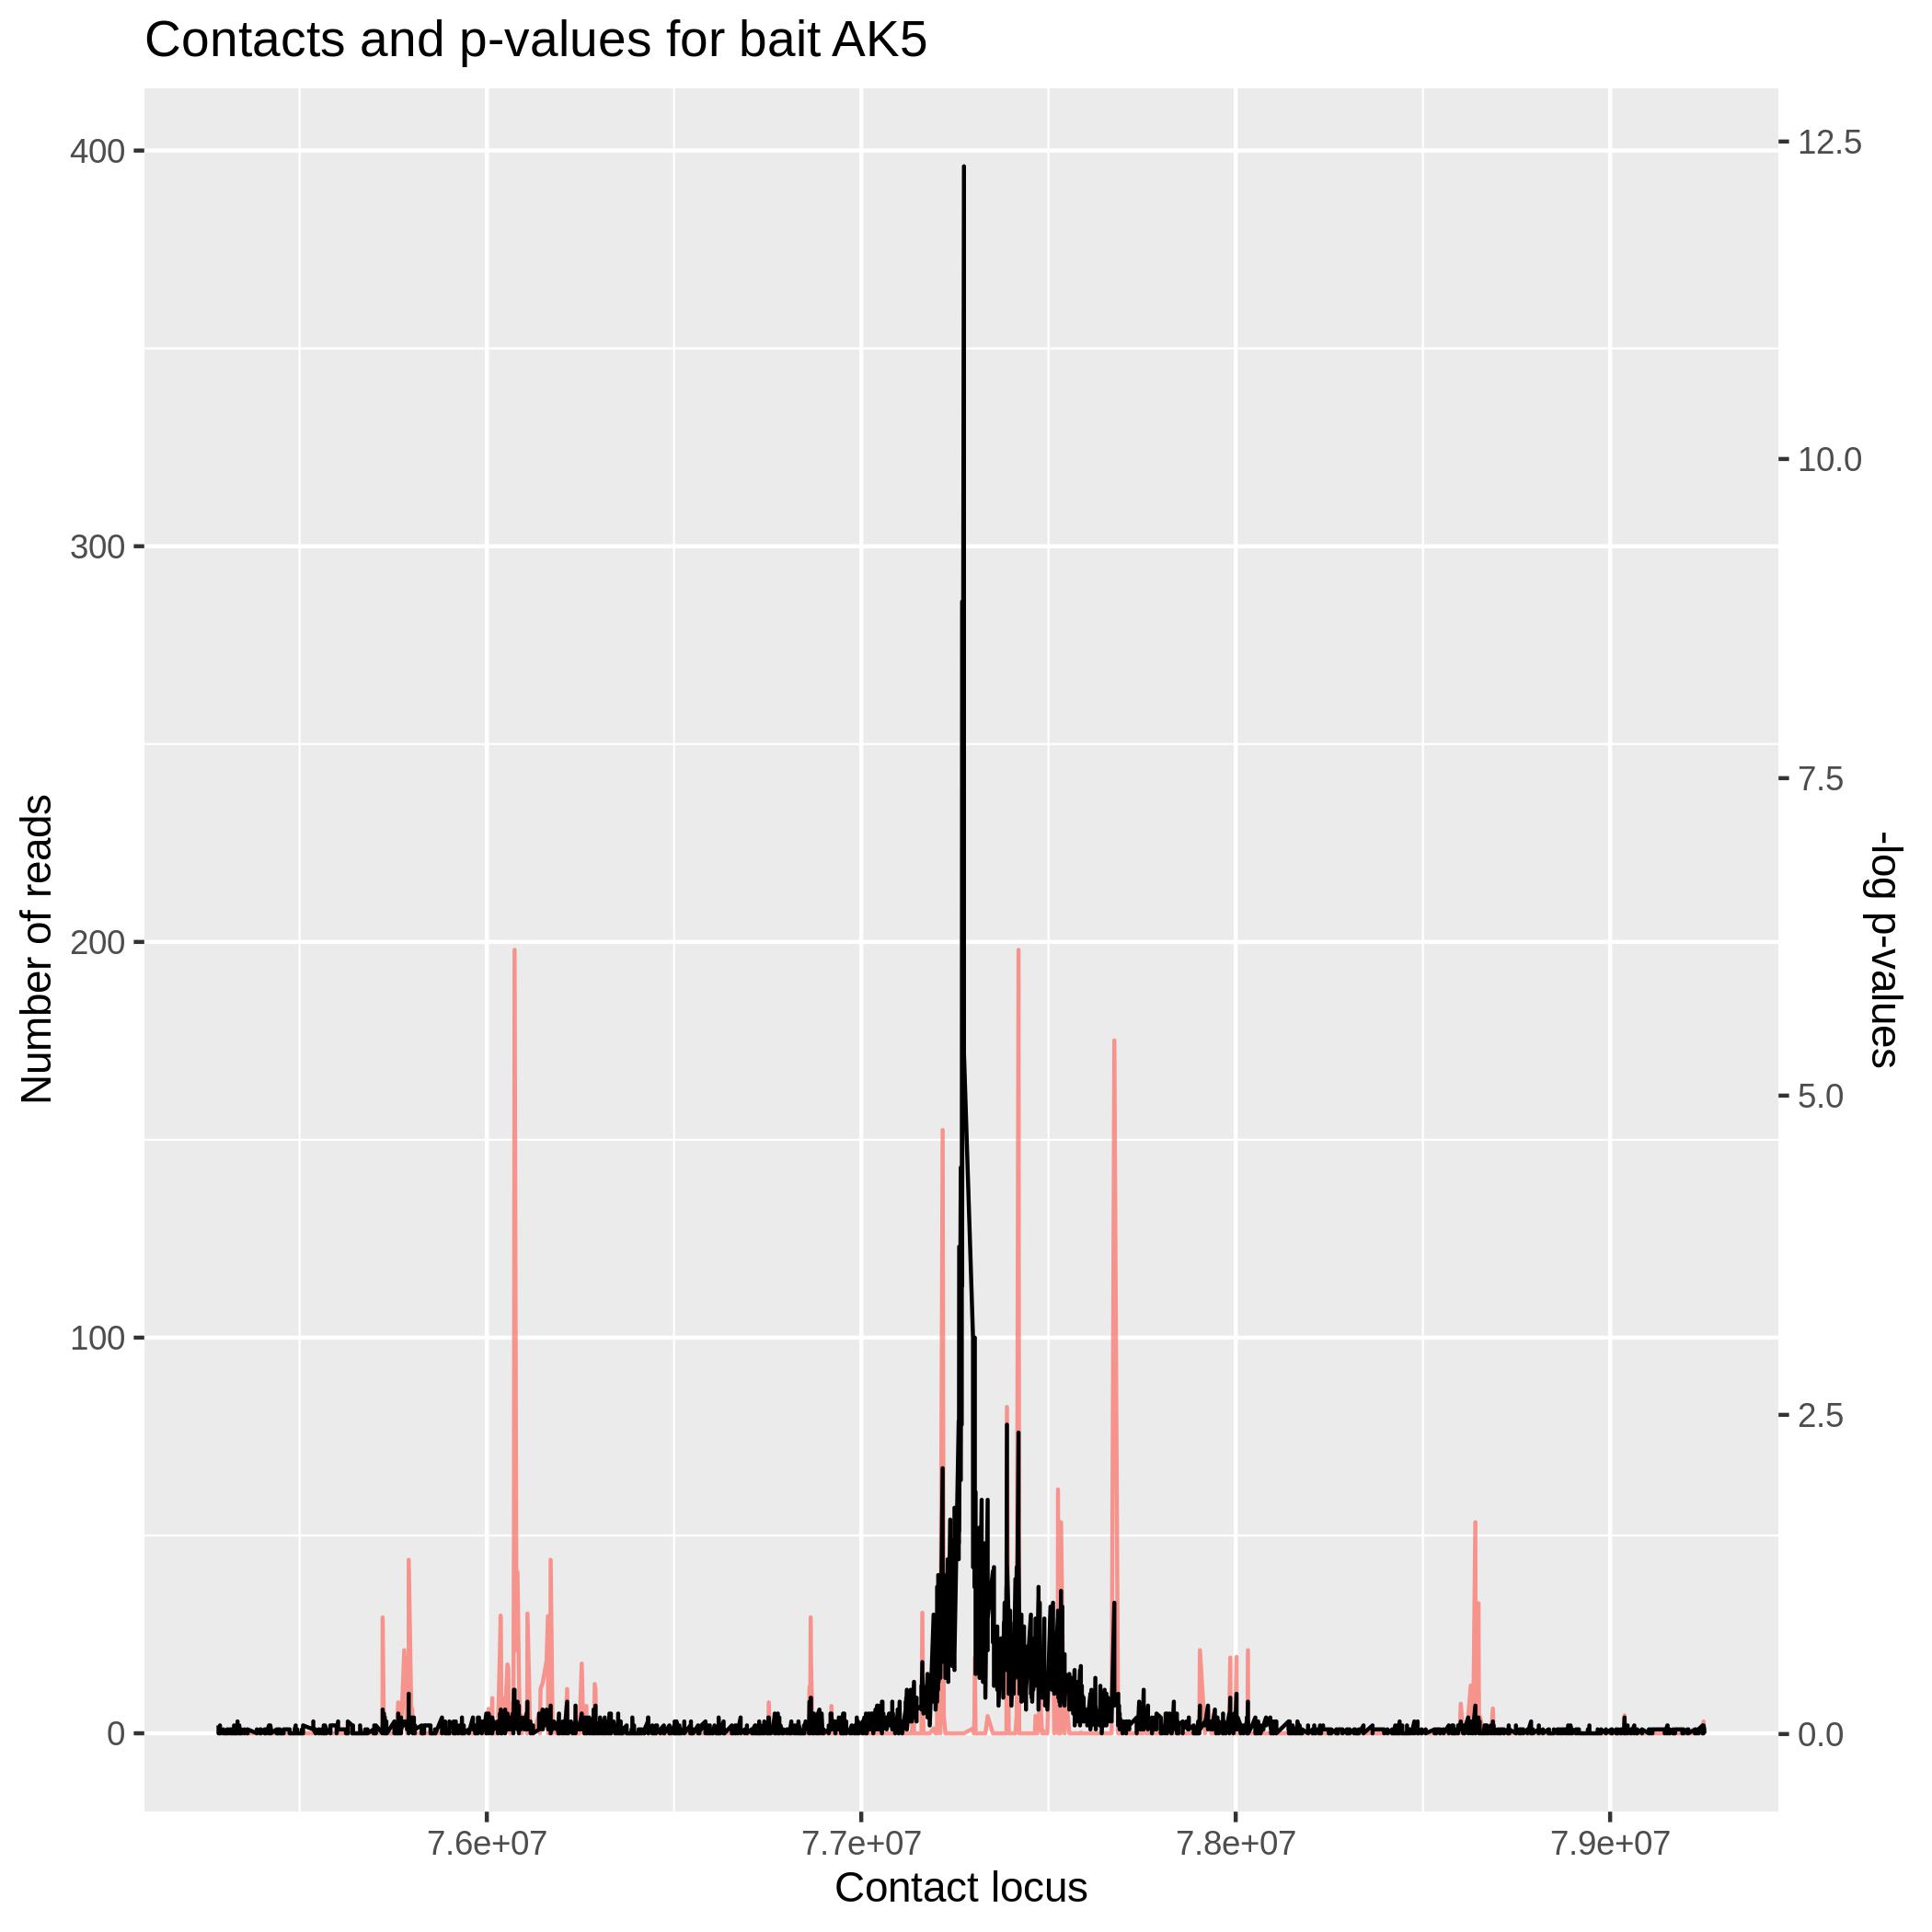 Contacts and p-values for bait AK5
400
300
200
100
0
Number of reads
12.5
10.0
7.5
5.0
2.5
0.0
-log p-values
7.6e+07
7.7e+07
7.8e+07
7.9e+07
Contact locus